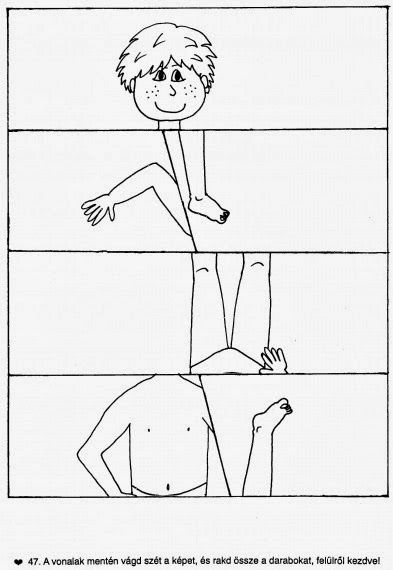 ❤ 47. A vonalak mentén vágd szét a képet, és rakd össze a darabokat, felülről kezdve!